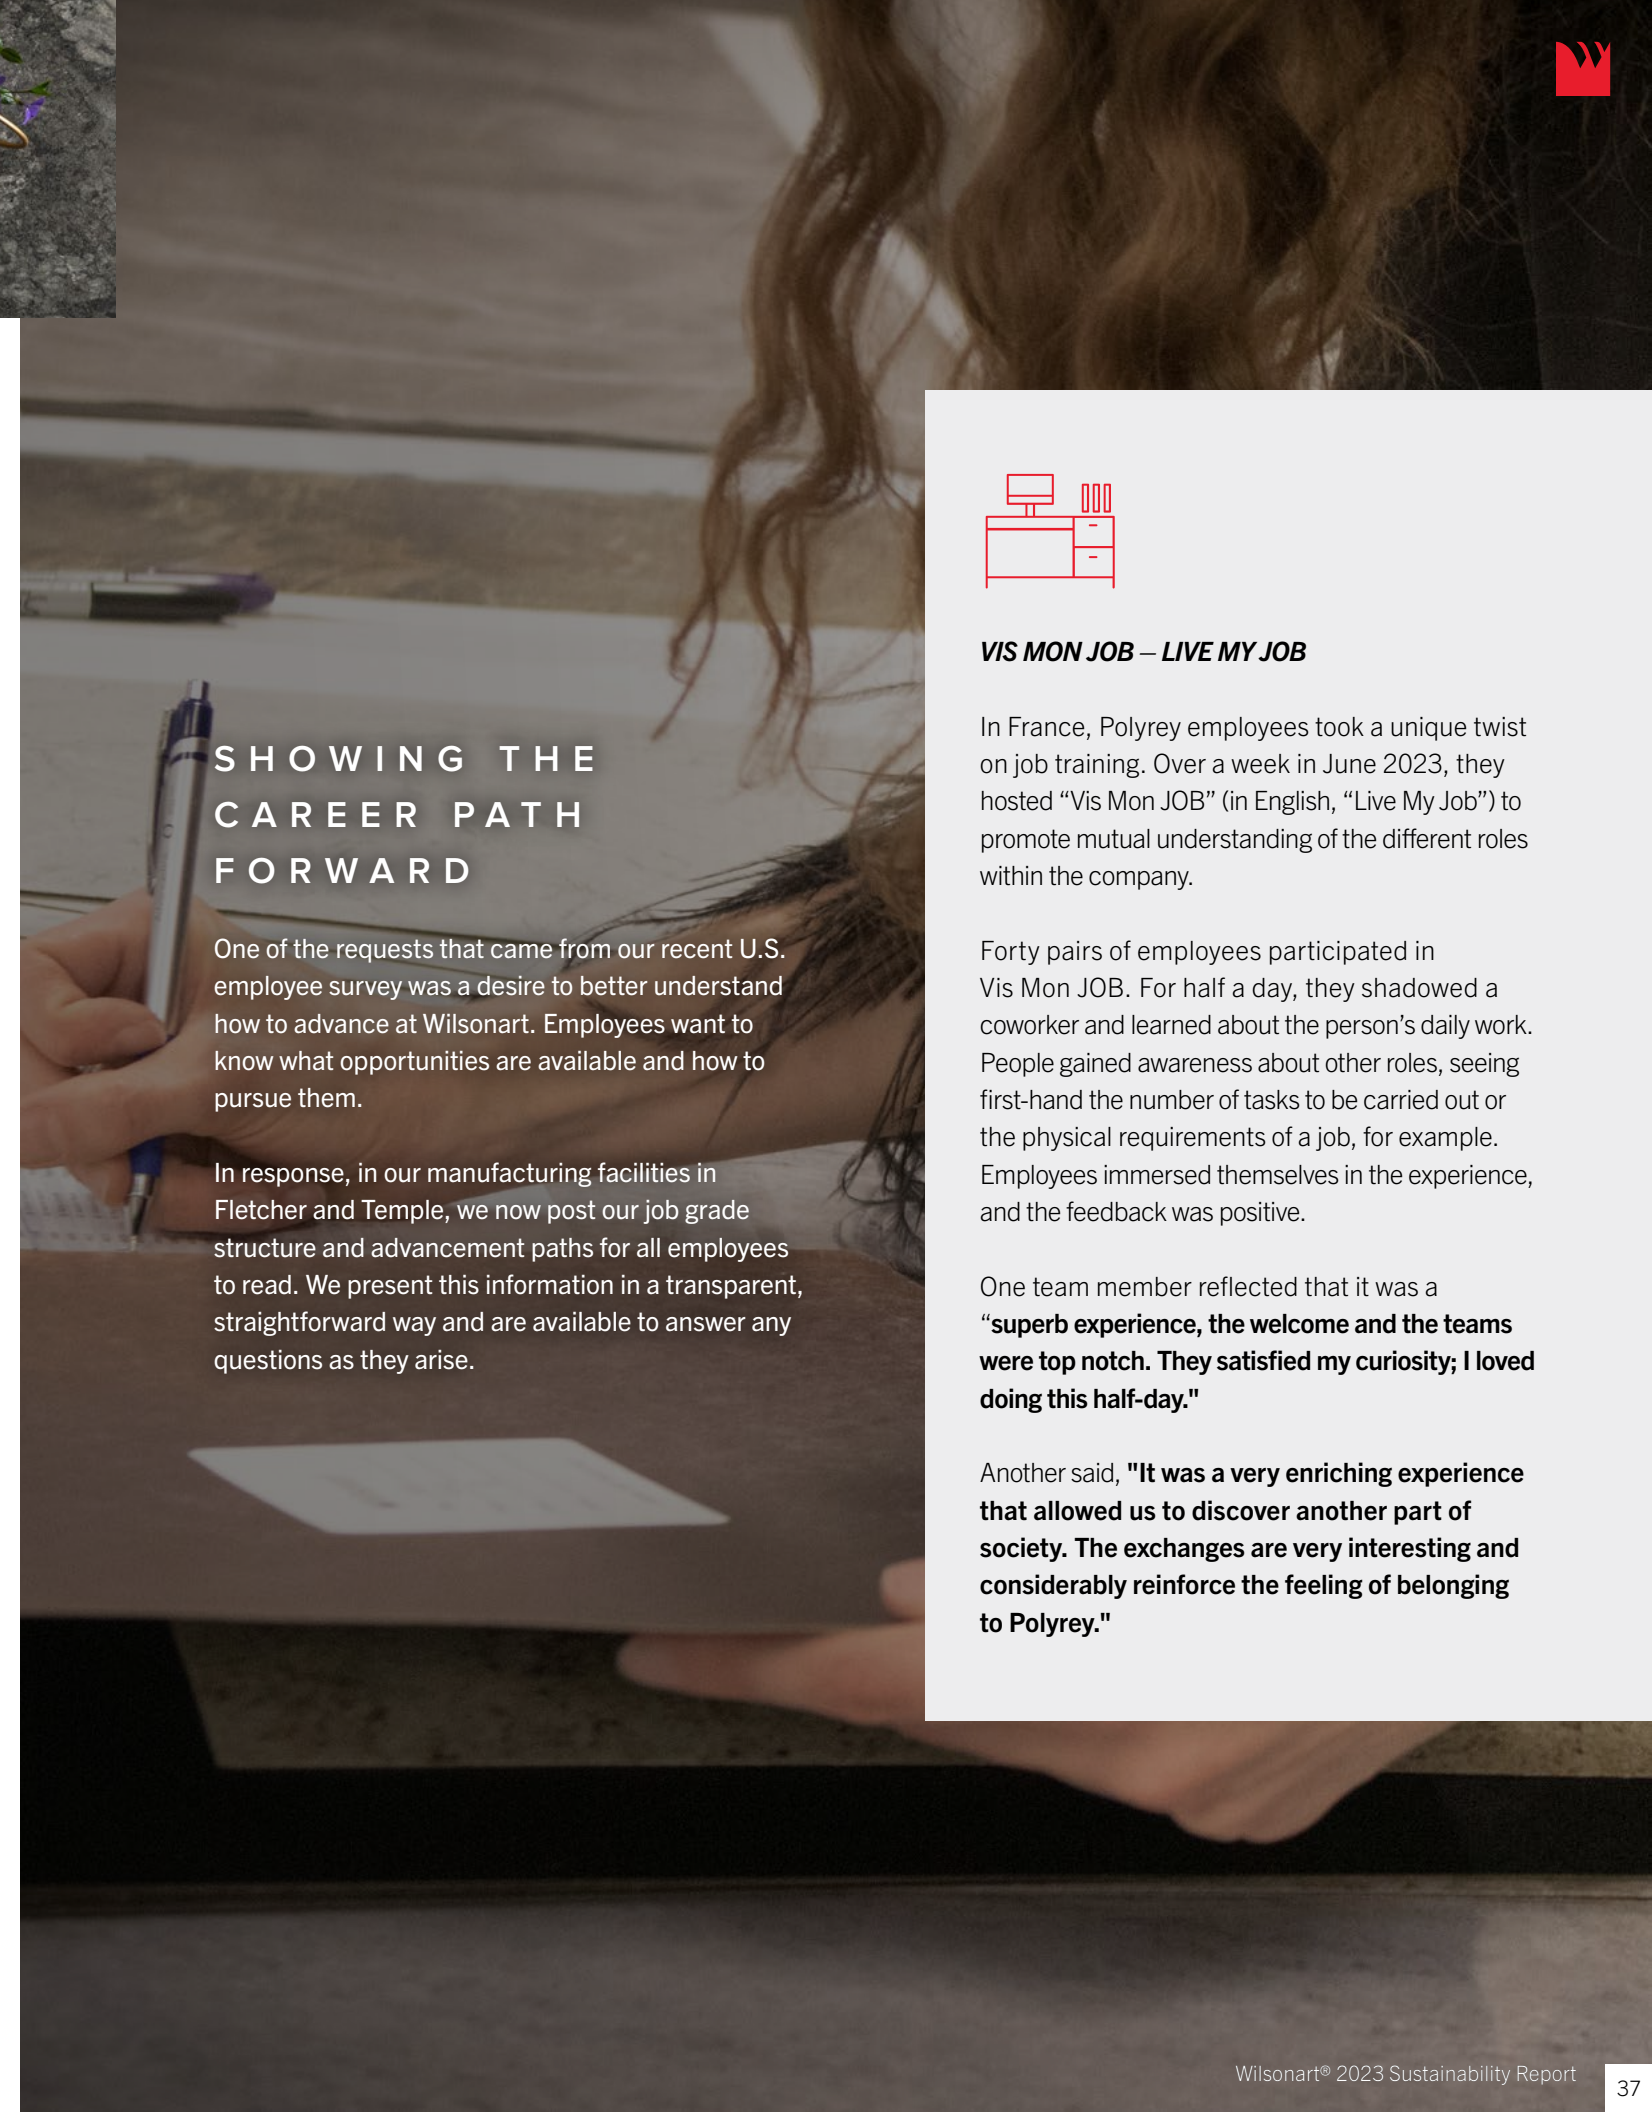 SHOWING THE
CAREER PATH
FORWARD
One of the requests that came from our recent U.S.
employee survey was a desire to better understand
how to advance at Wilsonart. Employees want to
know what opportunities are available and how to
pursue them.
In response, in our manufacturing facilities in
Fletcher and Temple, we now post our job grade
structure and advancement paths for all employees
to read. We present this information in a transparent,
straightforward way and are available to answer any
questions as they arise.
VIS MON JOB – LIVE MY JOB
In France, Polyrey employees took a unique twist
on job training. Over a week in June 2023, they
hosted “Vis Mon JOB” (in English, “Live My Job”) to
promote mutual understanding of the different roles
within the company.
Forty pairs of employees participated in
Vis Mon JOB. For half a day, they shadowed a
coworker and learned about the person’s daily work.
People gained awareness about other roles, seeing
first-hand the number of tasks to be carried out or
the physical requirements of a job, for example.
Employees immersed themselves in the experience,
and the feedback was positive.
One team member reflected that it was a
“superb experience, the welcome and the teams
were top notch. They satisfied my curiosity; I loved
doing this half-day."
Another said, "It was a very enriching experience
that allowed us to discover another part of
society. The exchanges are very interesting and
considerably reinforce the feeling of belonging
to Polyrey."
Wilsonart® 2023 Sustainability Report
37